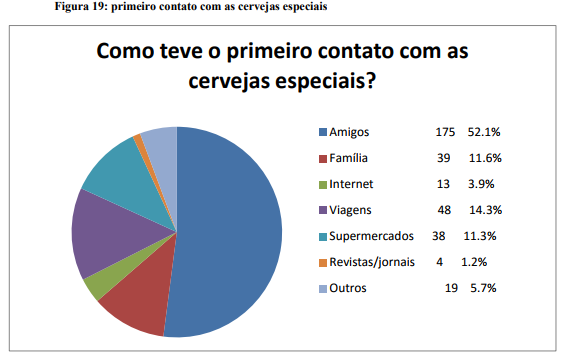 Figura 19: primeiro contato com as cervejas especiais
Como teve o primeiro contato com as
cervejas especiais?
Amigos 175 52.1%
Família 39 11.6%
Internet 13 3.9%
Viagens 48 14.3%
Supermercados 38 11.3%
Revistas/jornais 4 1.2%
Outros 19 5.7%